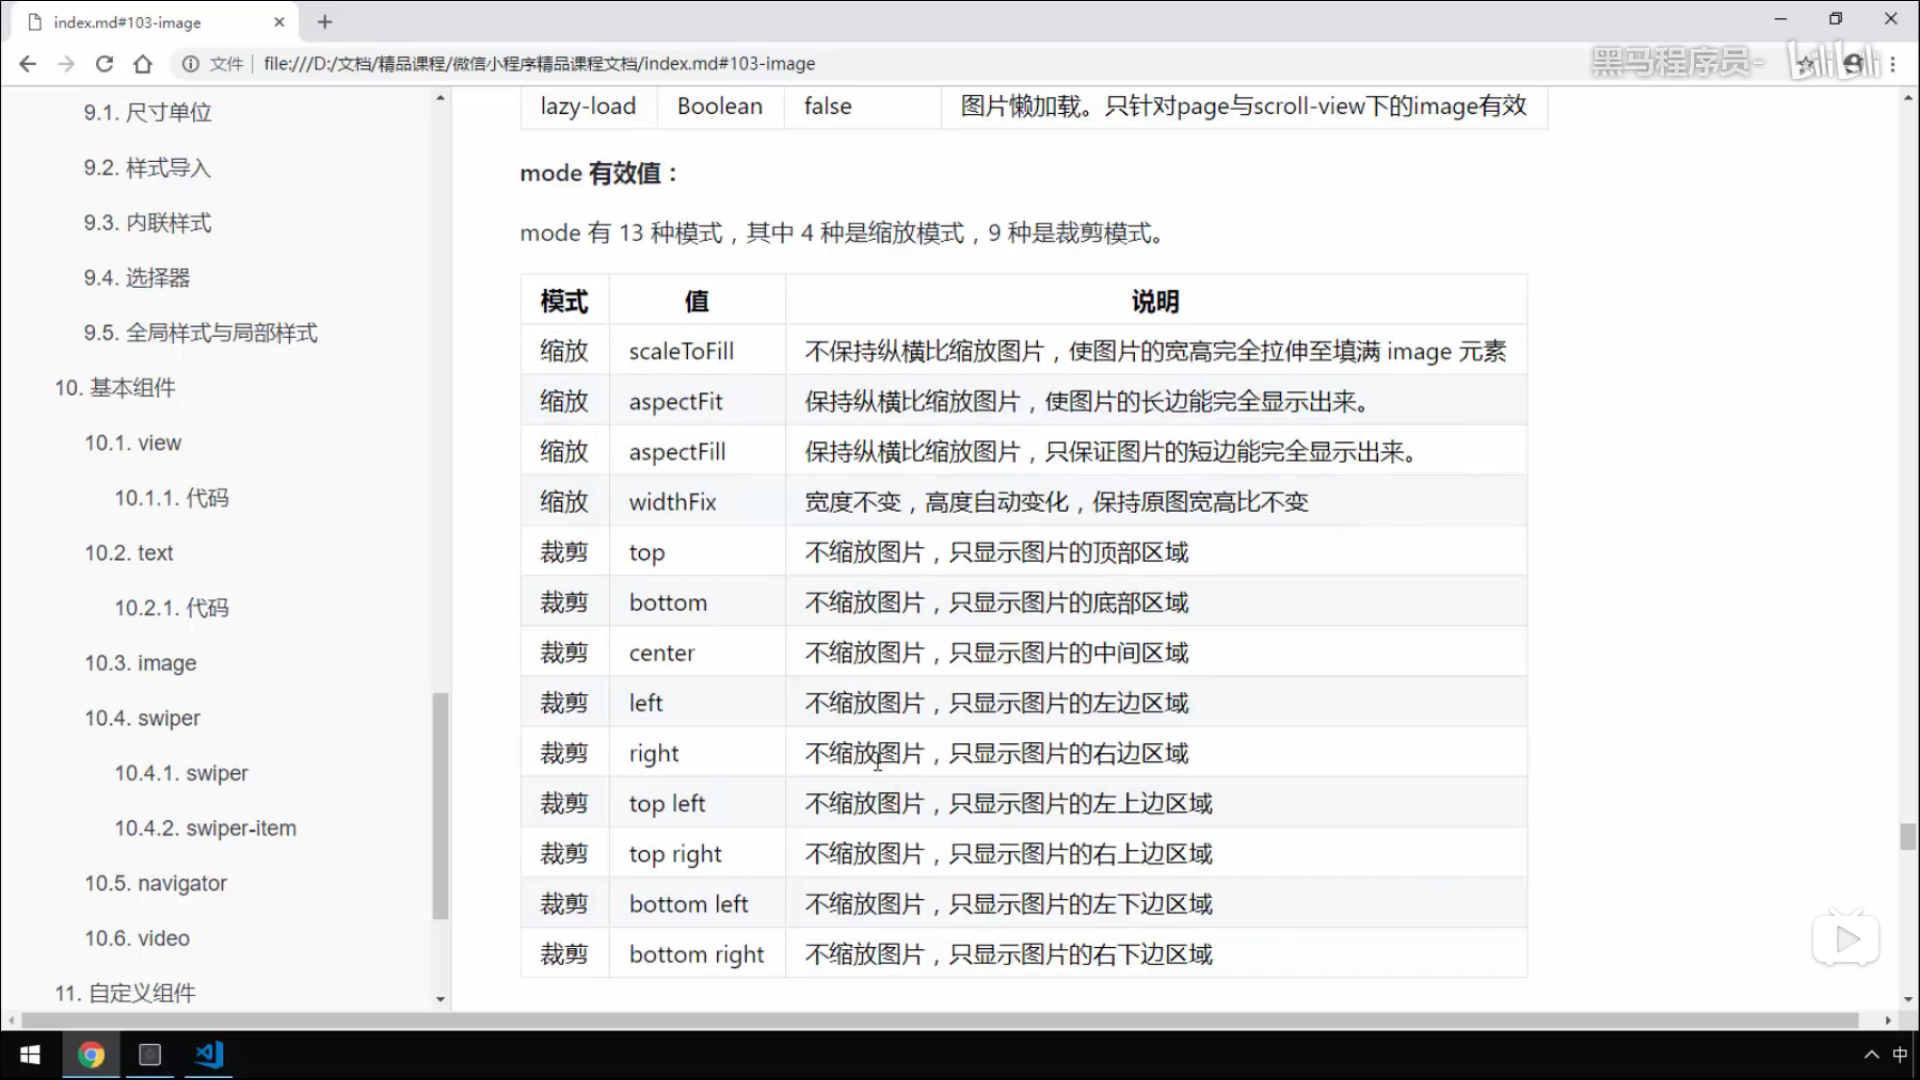 index.md#103-image
文件 file:///D:/文档/精品课程/微信小程序精品课程文档/index.md#103-image
黑马程序员- bilibili
9.1. 尺寸单位
9.2. 样式导入
9.3. 内联样式
9.4. 选择器
9.5. 全局样式与局部样式
10. 基本组件
10.1. view
10.1.1. 代码
10.2. text
10.2.1. 代码
10.3. image
10.4. swiper
10.4.1. swiper
10.4.2. swiper-item
10.5. navigator
10.6. video
11. 自定义组件
lazy-load Boolean false 图片懒加载。只针对page与scroll-view下的image有效
mode 有效值：
mode 有 13 种模式，其中 4 种是缩放模式，9 种是裁剪模式。
模式 值 说明
缩放 scaleToFill 不保持纵横比缩放图片，使图片的宽高完全拉伸至填满 image 元素
缩放 aspectFit 保持纵横比缩放图片，使图片的长边能完全显示出来。
缩放 aspectFill 保持纵横比缩放图片，只保证图片的短边能完全显示出来。
缩放 widthFix 宽度不变，高度自动变化，保持原图宽高比不变
裁剪 top 不缩放图片，只显示图片的顶部区域
裁剪 bottom 不缩放图片，只显示图片的底部区域
裁剪 center 不缩放图片，只显示图片的中间区域
裁剪 left 不缩放图片，只显示图片的左边区域
裁剪 right 不缩放图片，只显示图片的右边区域
裁剪 top left 不缩放图片，只显示图片的左上边区域
裁剪 top right 不缩放图片，只显示图片的右上边区域
裁剪 bottom left 不缩放图片，只显示图片的左下边区域
裁剪 bottom right 不缩放图片，只显示图片的右下边区域
中